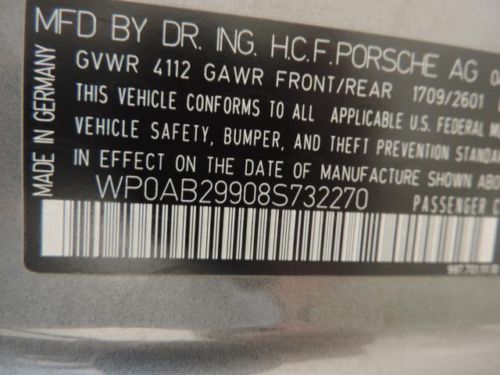 MFD BY DR. ING. H.C.F. PORSCHE AG
GVWR 4112 GAWR FRONT/REAR 1709/2601
THIS VEHICLE CONFORMS TO ALL APPLICABLE U.S. FEDERAL
VEHICLE SAFETY, BUMPER, AND THEFT PREVENTION
IN EFFECT ON THE DATE OF MANUFACTURE SHOWN
WP0AB29908S732270
PASSENGER
MADE IN GERMANY